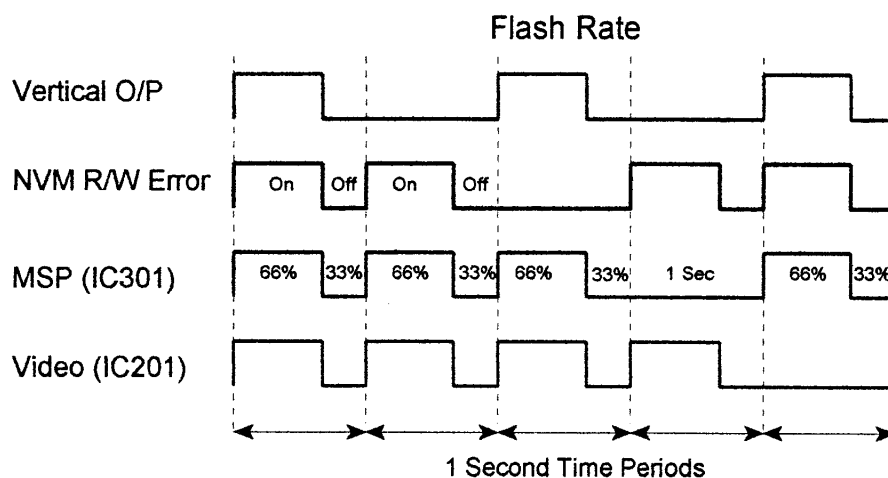 Flash Rate
Vertical O/P
NVM R/W Error
On Off On Off
MSP (IC301)
66% 33% 66% 33% 66% 33% 1 Sec 66% 33%
Video (IC201)
1 Second Time Periods